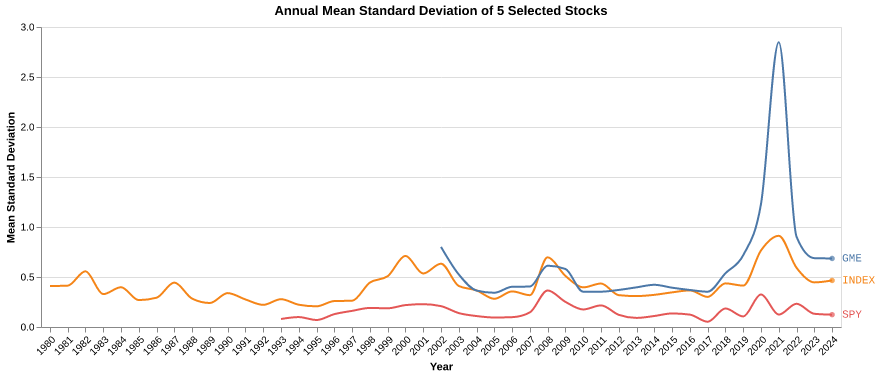 Annual Mean Standard Deviation of 5 Selected Stocks
3.0
2.5
2.0
1.5
1.0
0.5
0.0
Mean Standard Deviation
GME
INDEX
SPY
1980 1981 1982 1983 1984 1985 1986 1987 1988 1989 1990 1991 1992 1993 1994 1995 1996 1997 1998 1999 2000 2001 2002 2003 2004 2005 2006 2007 2008 2009 2010 2011 2012 2013 2014 2015 2016 2017 2018 2019 2020 2021 2022 2023 2024
Year